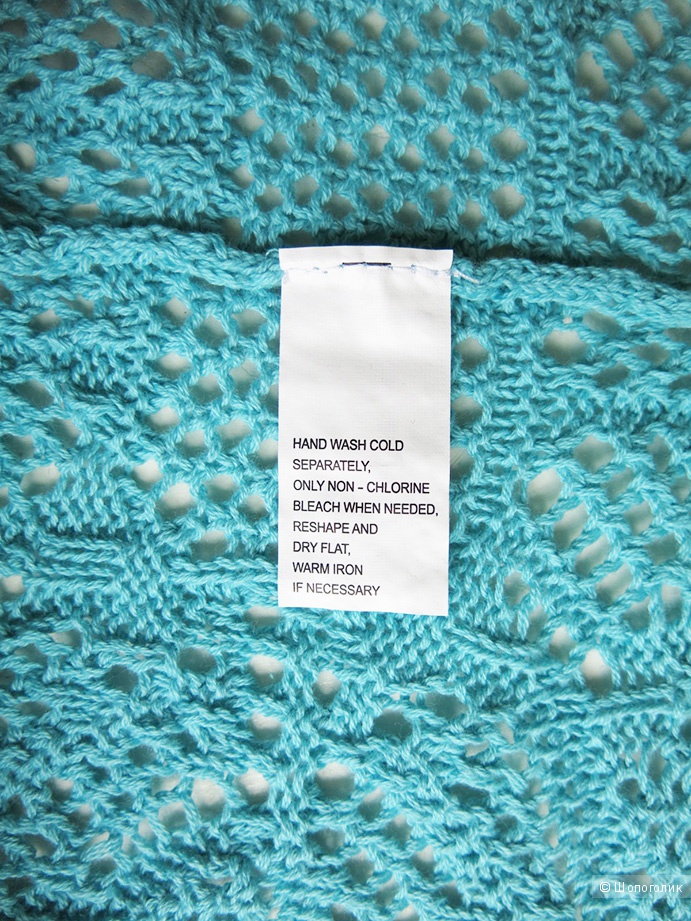 HAND WASH COLD
SEPARATELY,
ONLY NON - CHLORINE
BLEACH WHEN NEEDED,
RESHAPE AND
DRY FLAT,
WARM IRON
IF NECESSARY
© Шопоголик